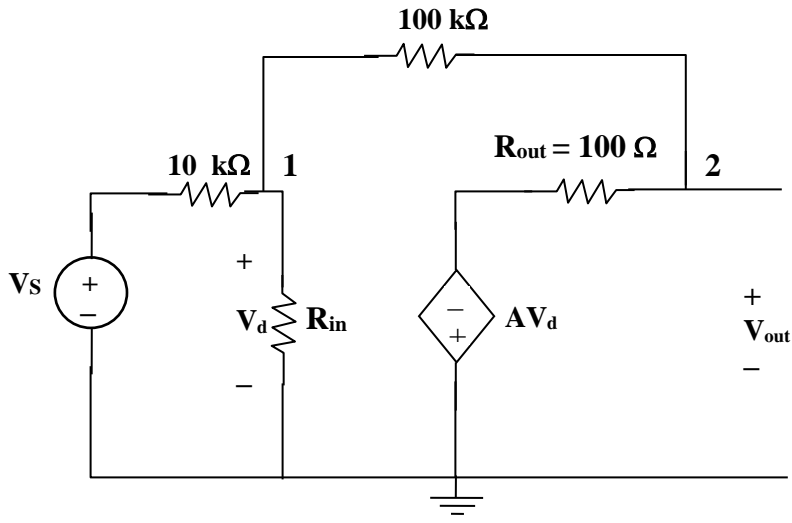 100 kΩ
Rout = 100 Ω
10 kΩ
1
2
+
VS
+
−
Vd
Rin
−
−
+
AVd
+
Vout
−